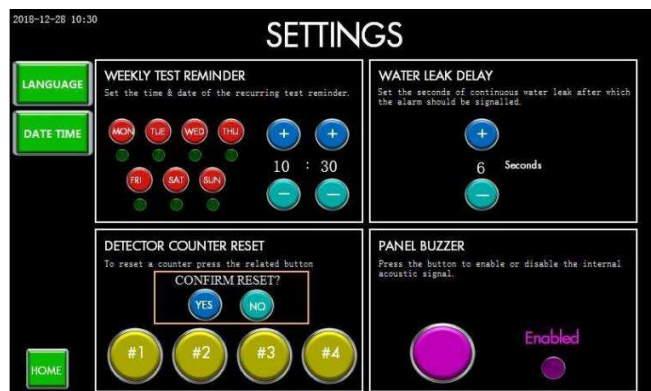 2018-12-28 10:30
SETTINGS
LANGUAGE
DATE TIME
HOME
WEEKLY TEST REMINDER
Set the time & date of the recurring test reminder.
MON TUE WED THU
FRI SAT SUN
10 : 30
WATER LEAK DELAY
Set the seconds of continuous water leak after which
the alarm should be signalled.
6 Seconds
DETECTOR COUNTER RESET
To reset a counter press the related button
CONFIRM RESET?
YES NO
#1 #2 #3 #4
PANEL BUZZER
Press the button to enable or disable the internal
acoustic signal.
Enabled